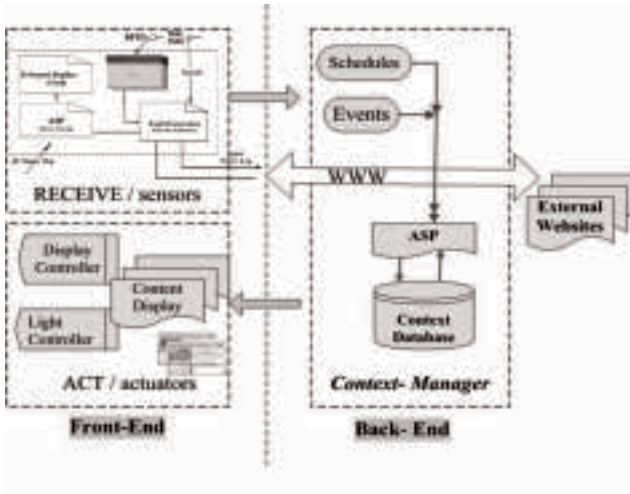 RECEIVE / sensors
Display
Controller
Content
Display
Light
Controller
ACT / actuators
Front-End
Schedules
Events
WWW
ASP
Context
Database
Context- Manager
Back- End
External
Websites